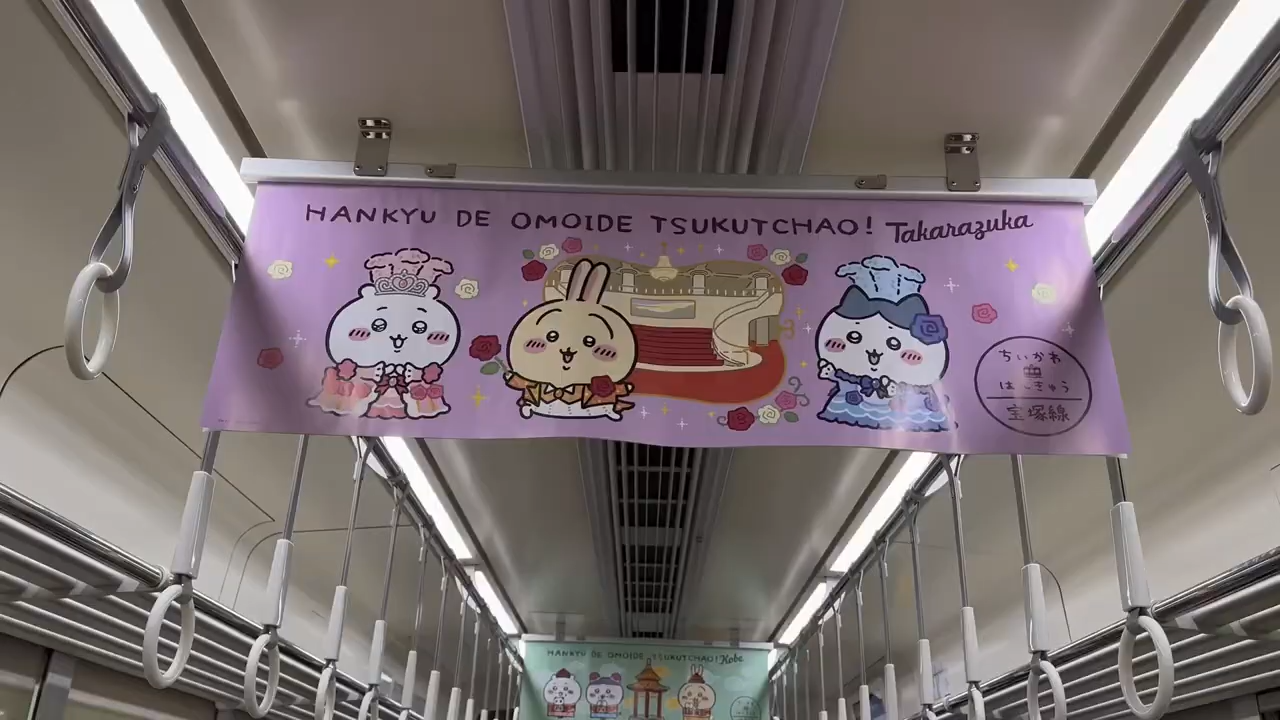 HANKYU DE OMOIDE TSUKUTCHAO! Takarazuka
ちいかわ
はんきゅう
宝塚線
HANKYU DE OMOIDE TSUKUTCHAO! Kobe